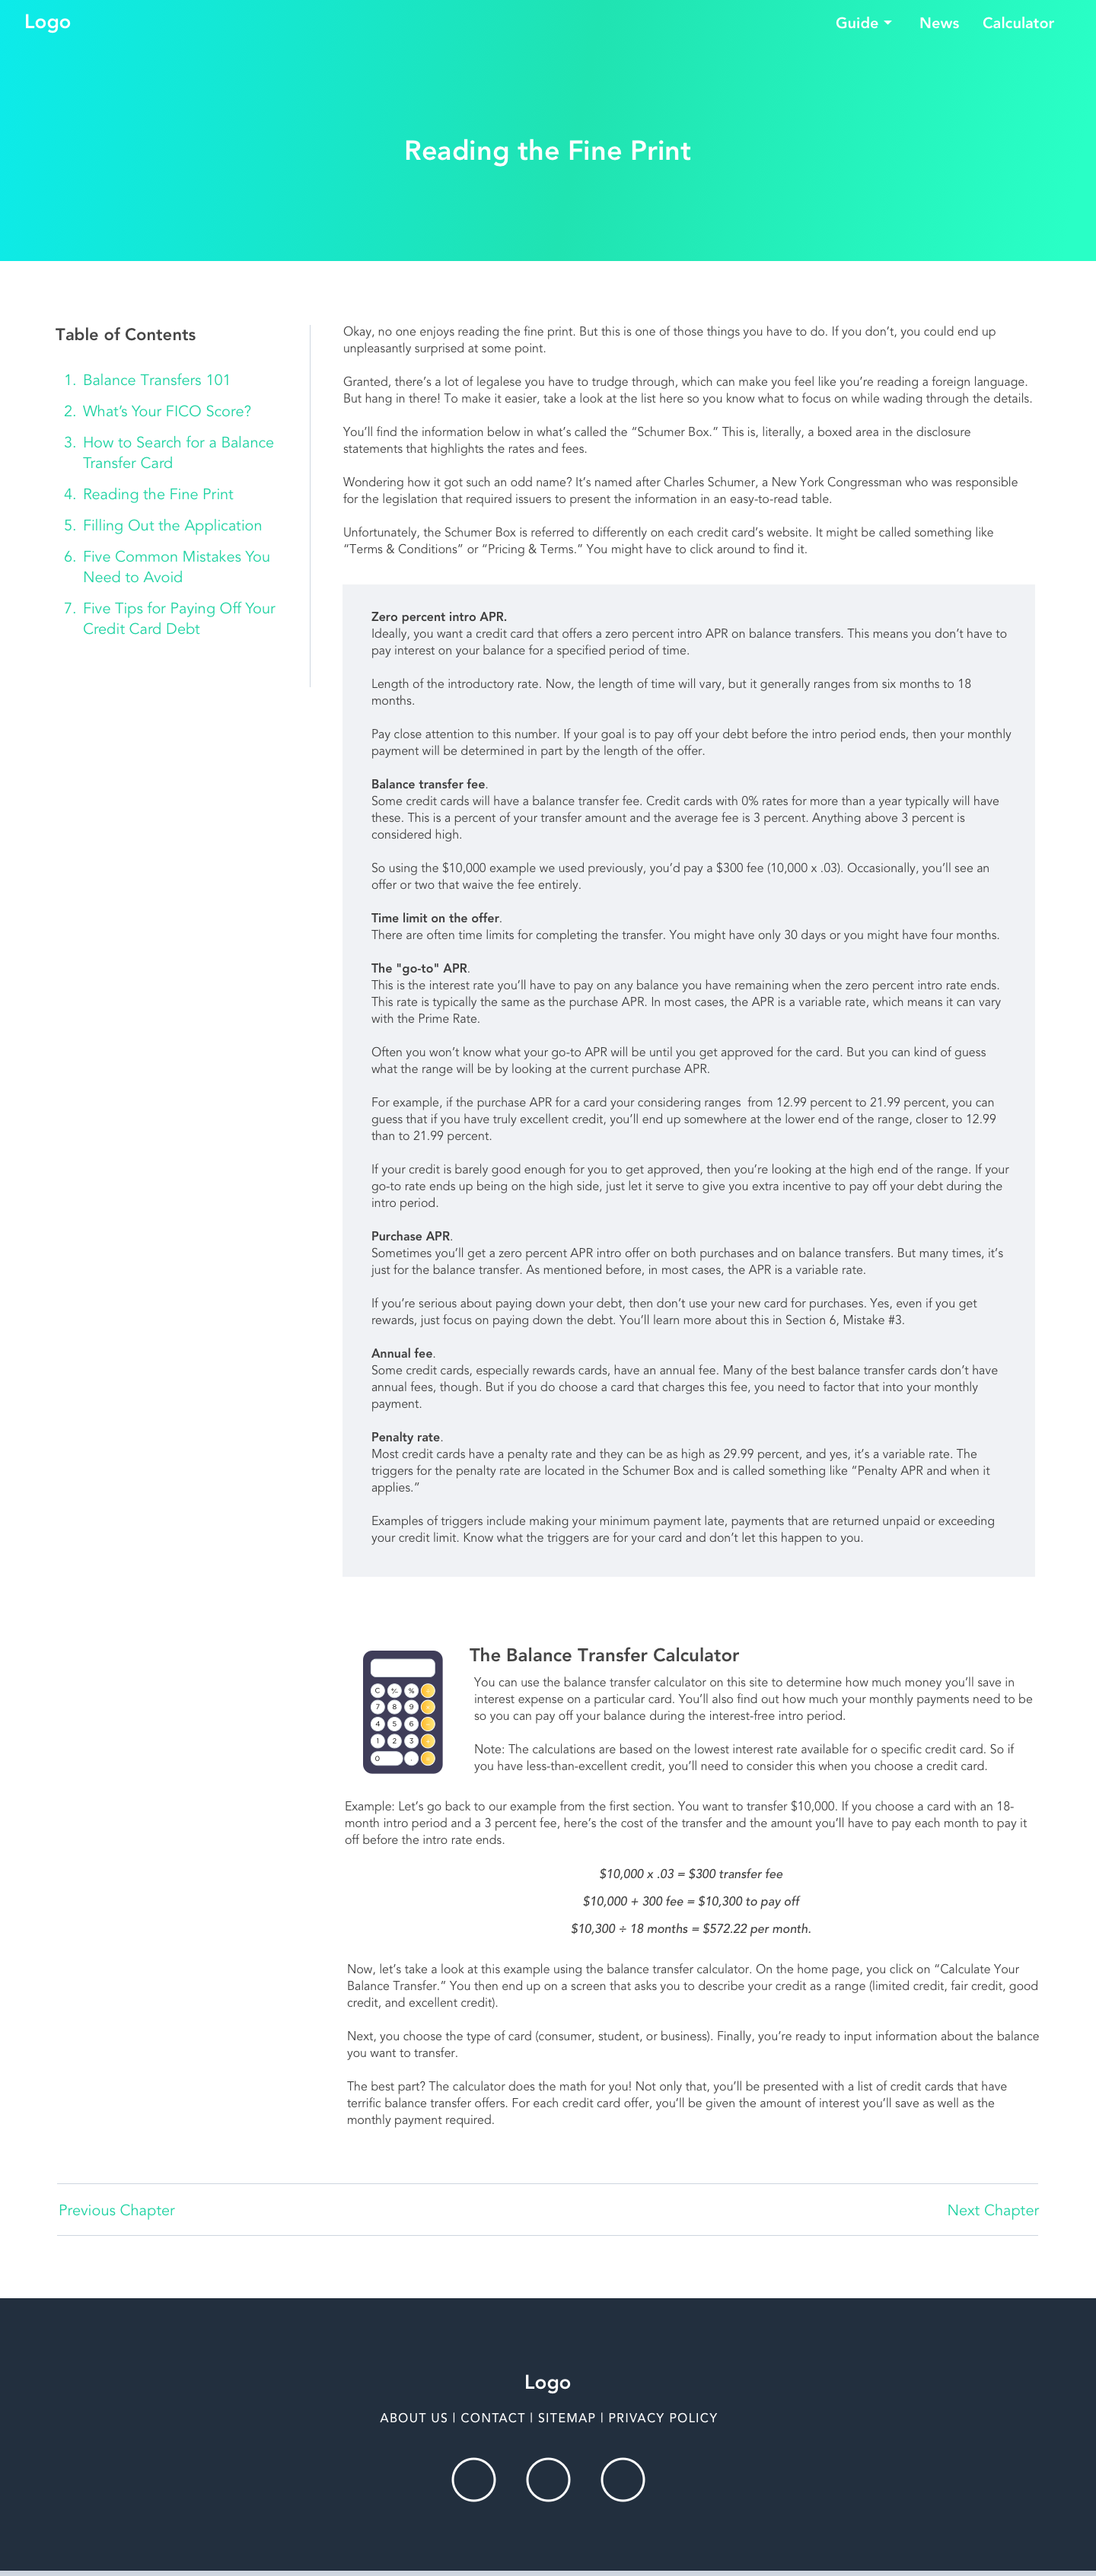 Logo
Guide
News
Calculator
Reading the Fine Print
Table of Contents
1. Balance Transfers 101
2. What’s Your FICO Score?
3. How to Search for a Balance
Transfer Card
4. Reading the Fine Print
5. Filling Out the Application
6. Five Common Mistakes You
Need to Avoid
7. Five Tips for Paying Off Your
Credit Card Debt
Okay, no one enjoys reading the fine print. But this is one of those things you have to do. If you don’t, you could end up
unpleasantly surprised at some point.
Granted, there’s a lot of legalese you have to trudge through, which can make you feel like you’re reading a foreign language.
But hang in there! To make it easier, take a look at the list here so you know what to focus on while wading through the details.
You’ll find the information below in what’s called the “Schumer Box.” This is, literally, a boxed area in the disclosure
statements that highlights the rates and fees.
Wondering how it got such an odd name? It’s named after Charles Schumer, a New York Congressman who was responsible
for the legislation that required issuers to present the information in an easy-to-read table.
Unfortunately, the Schumer Box is referred to differently on each credit card’s website. It might be called something like
“Terms & Conditions” or “Pricing & Terms.” You might have to click around to find it.
Zero percent intro APR.
Ideally, you want a credit card that offers a zero percent intro APR on balance transfers. This means you don’t have to
pay interest on your balance for a specified period of time.
Length of the introductory rate. Now, the length of time will vary, but it generally ranges from six months to 18
months.
Pay close attention to this number. If your goal is to pay off your debt before the intro period ends, then your monthly
payment will be determined in part by the length of the offer.
Balance transfer fee.
Some credit cards will have a balance transfer fee. Credit cards with 0% rates for more than a year typically will have
these. This is a percent of your transfer amount and the average fee is 3 percent. Anything above 3 percent is
considered high.
So using the $10,000 example we used previously, you’d pay a $300 fee (10,000 x .03). Occasionally, you’ll see an
offer or two that waive the fee entirely.
Time limit on the offer.
There are often time limits for completing the transfer. You might have only 30 days or you might have four months.
The "go-to" APR.
This is the interest rate you’ll have to pay on any balance you have remaining when the zero percent intro rate ends.
This rate is typically the same as the purchase APR. In most cases, the APR is a variable rate, which means it can vary
with the Prime Rate.
Often you won’t know what your go-to APR will be until you get approved for the card. But you can kind of guess
what the range will be by looking at the current purchase APR.
For example, if the purchase APR for a card your considering ranges  from 12.99 percent to 21.99 percent, you can
guess that if you have truly excellent credit, you’ll end up somewhere at the lower end of the range, closer to 12.99
than to 21.99 percent.
If your credit is barely good enough for you to get approved, then you’re looking at the high end of the range. If your
go-to rate ends up being on the high side, just let it serve to give you extra incentive to pay off your debt during the
intro period.
Purchase APR.
Sometimes you’ll get a zero percent APR intro offer on both purchases and on balance transfers. But many times, it’s
just for the balance transfer. As mentioned before, in most cases, the APR is a variable rate.
If you’re serious about paying down your debt, then don’t use your new card for purchases. Yes, even if you get
rewards, just focus on paying down the debt. You’ll learn more about this in Section 6, Mistake #3.
Annual fee.
Some credit cards, especially rewards cards, have an annual fee. Many of the best balance transfer cards don’t have
annual fees, though. But if you do choose a card that charges this fee, you need to factor that into your monthly
payment.
Penalty rate.
Most credit cards have a penalty rate and they can be as high as 29.99 percent, and yes, it’s a variable rate. The
triggers for the penalty rate are located in the Schumer Box and is called something like “Penalty APR and when it
applies.”
Examples of triggers include making your minimum payment late, payments that are returned unpaid or exceeding
your credit limit. Know what the triggers are for your card and don’t let this happen to you.
C %
7 8 9
4 5 6
1 2 3
0 .
The Balance Transfer Calculator
You can use the balance transfer calculator on this site to determine how much money you’ll save in
interest expense on a particular card. You’ll also find out how much your monthly payments need to be
so you can pay off your balance during the interest-free intro period.
Note: The calculations are based on the lowest interest rate available for o specific credit card. So if
you have less-than-excellent credit, you’ll need to consider this when you choose a credit card.
Example: Let’s go back to our example from the first section. You want to transfer $10,000. If you choose a card with an 18-
month intro period and a 3 percent fee, here’s the cost of the transfer and the amount you’ll have to pay each month to pay it
off before the intro rate ends.
$10,000 x .03 = $300 transfer fee
$10,000 + 300 fee = $10,300 to pay off
$10,300 ÷ 18 months = $572.22 per month.
Now, let’s take a look at this example using the balance transfer calculator. On the home page, you click on “Calculate Your
Balance Transfer.” You then end up on a screen that asks you to describe your credit as a range (limited credit, fair credit, good
credit, and excellent credit).
Next, you choose the type of card (consumer, student, or business). Finally, you’re ready to input information about the balance
you want to transfer.
The best part? The calculator does the math for you! Not only that, you’ll be presented with a list of credit cards that have
terrific balance transfer offers. For each credit card offer, you’ll be given the amount of interest you’ll save as well as the
monthly payment required.
Previous Chapter
Next Chapter
Logo
ABOUT US | CONTACT | SITEMAP | PRIVACY POLICY